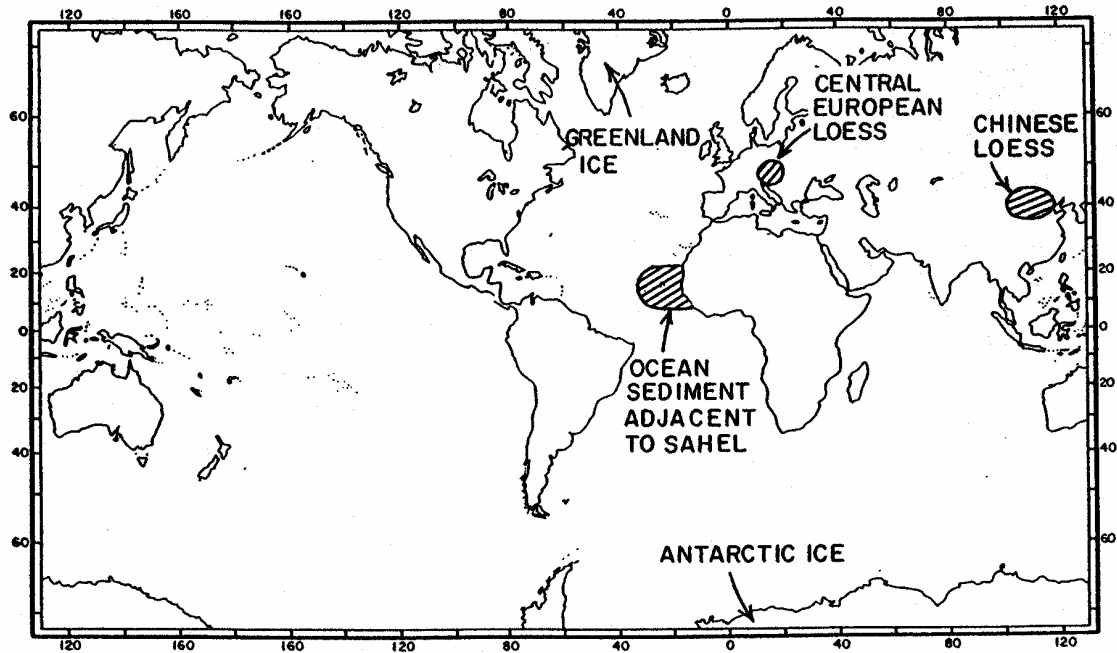 120 160 160 120 80 40 0 40 80 120
CENTRAL
EUROPEAN
LOESS
CHINESE
LOESS
GREENLAND
ICE
60 60
40 40
20 20
0 0
OCEAN
SEDIMENT
ADJACENT
TO SAHEL
20 20
40 40
60 60
ANTARCTIC ICE
120 160 160 120 80 40 0 40 80 120